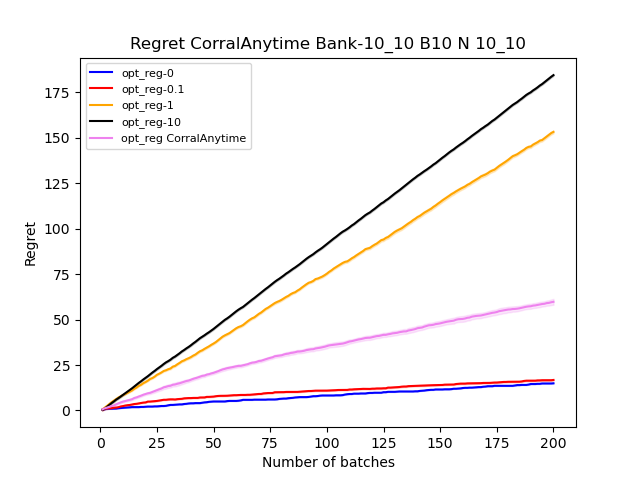 Regret CorralAnytime Bank-10_10 B10 N 10_10
opt_reg-0
opt_reg-0.1
opt_reg-1
opt_reg-10
opt_reg CorralAnytime
175
150
125
100
75
50
25
0
Regret
0 25 50 75 100 125 150 175 200
Number of batches